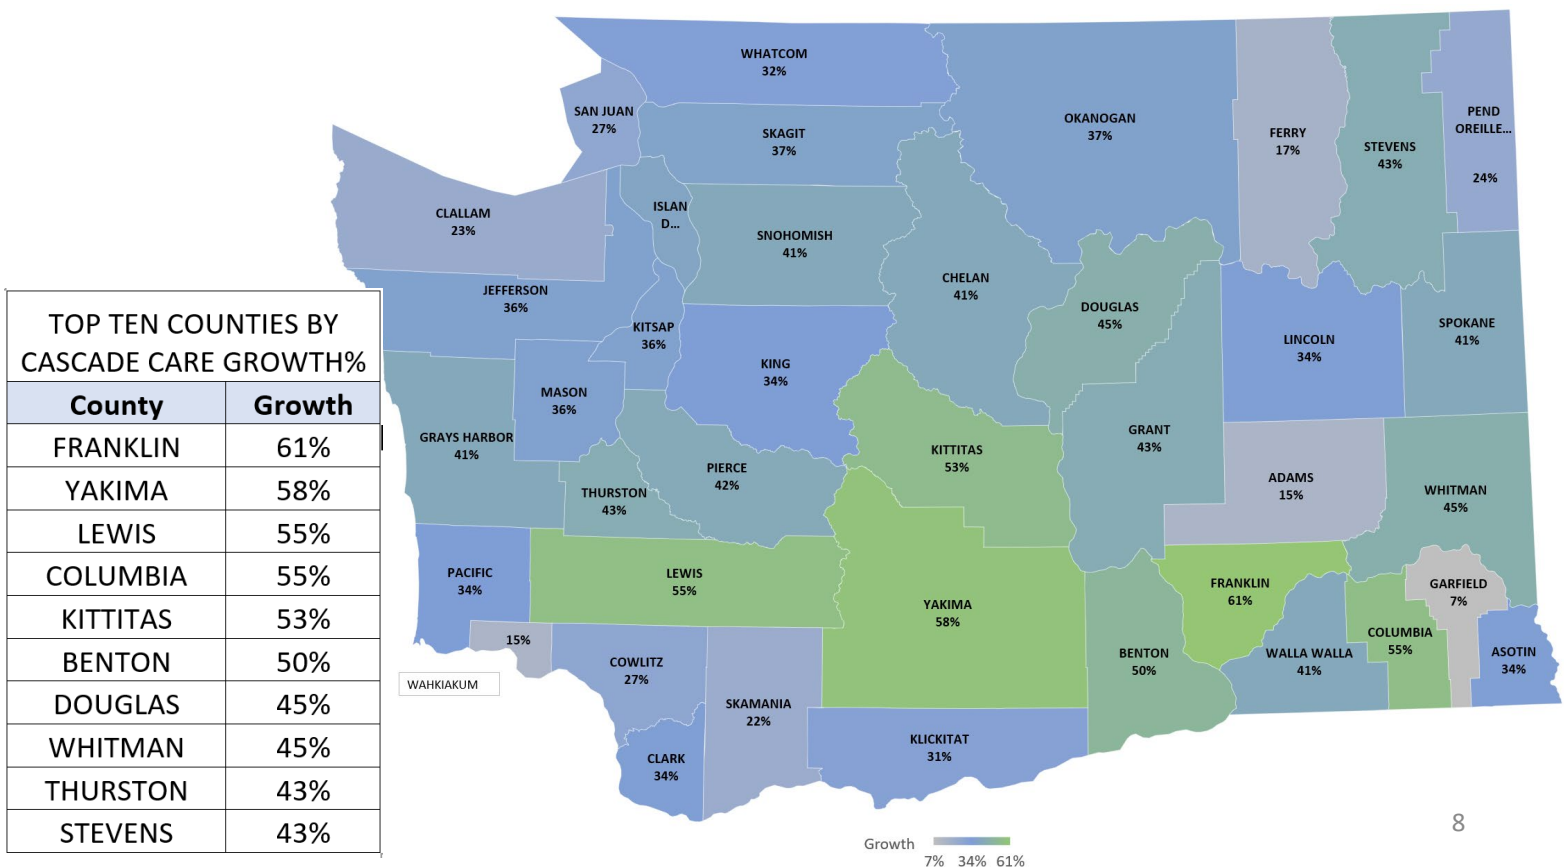 TOP TEN COUNTIES BY
CASCADE CARE GROWTH%
County Growth
FRANKLIN 61%
YAKIMA 58%
LEWIS 55%
COLUMBIA 55%
KITTITAS 53%
BENTON 50%
DOUGLAS 45%
WHITMAN 45%
THURSTON 43%
STEVENS 43%
WHATCOM
32%
SAN JUAN
27%
SKAGIT
37%
OKANOGAN
37%
FERRY
17%
STEVENS
43%
PEND
OREILLE...
24%
CLALLAM
23%
ISLAN
D...
SNOHOMISH
41%
CHELAN
41%
DOUGLAS
45%
JEFFERSON
36%
KITSAP
36%
KING
34%
LINCOLN
34%
SPOKANE
41%
MASON
36%
GRAYS HARBOR
41%
THURSTON
43%
PIERCE
42%
KITTITAS
53%
GRANT
43%
ADAMS
15%
WHITMAN
45%
PACIFIC
34%
LEWIS
55%
YAKIMA
58%
FRANKLIN
61%
GARFIELD
7%
15%
WAHKIAKUM
COWLITZ
27%
SKAMANIA
22%
BENTON
50%
WALLA WALLA
41%
COLUMBIA
55%
ASOTIN
34%
CLARK
34%
KLICKITAT
31%
Growth
7% 34% 61%
8